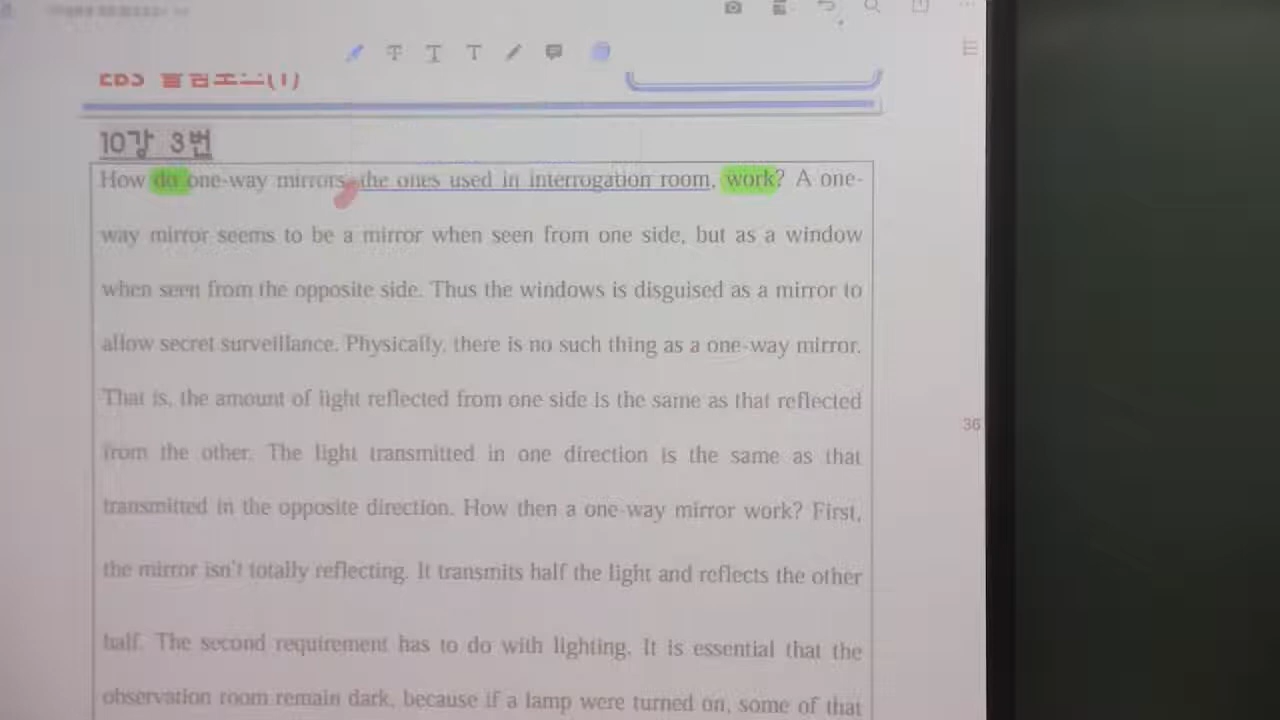 10강 3번
How do one-way mirrors, the ones used in interrogation room, work? A one-
way mirror seems to be a mirror when seen from one side, but as a window
when seen from the opposite side. Thus the windows is disguised as a mirror to
allow secret surveillance. Physically, there is no such thing as a one-way mirror.
That is, the amount of light reflected from one side is the same as that reflected
from the other. The light transmitted in one direction is the same as that
transmitted in the opposite direction. How then a one-way mirror work? First,
the mirror isn't totally reflecting. It transmits half the light and reflects the other
half. The second requirement has to do with lighting. It is essential that the
observation room remain dark, because if a lamp were turned on, some of that
36